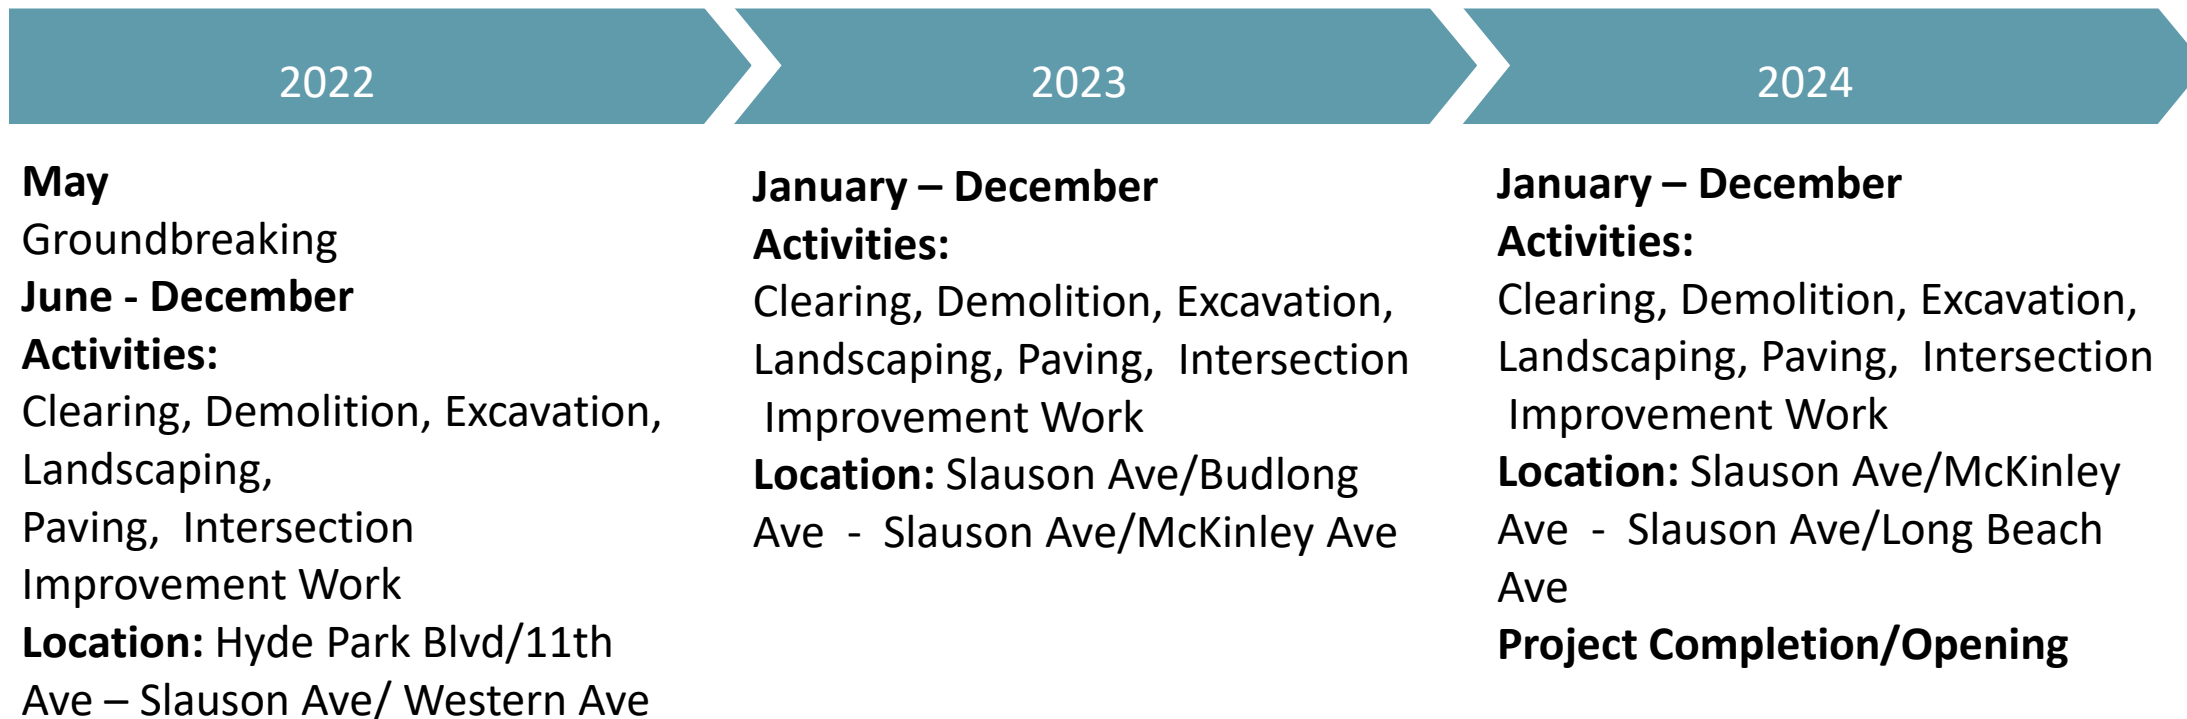 2022
May
Groundbreaking
June - December
Activities:
Clearing, Demolition, Excavation,
Landscaping,
Paving,  Intersection
Improvement Work
Location: Hyde Park Blvd/11th
Ave – Slauson Ave/ Western Ave
2023
January – December
Activities:
Clearing, Demolition, Excavation,
Landscaping, Paving,  Intersection
Improvement Work
Location: Slauson Ave/Budlong
Ave  -  Slauson Ave/McKinley Ave
2024
January – December
Activities:
Clearing, Demolition, Excavation,
Landscaping, Paving,  Intersection
Improvement Work
Location: Slauson Ave/McKinley
Ave  -  Slauson Ave/Long Beach
Ave
Project Completion/Opening